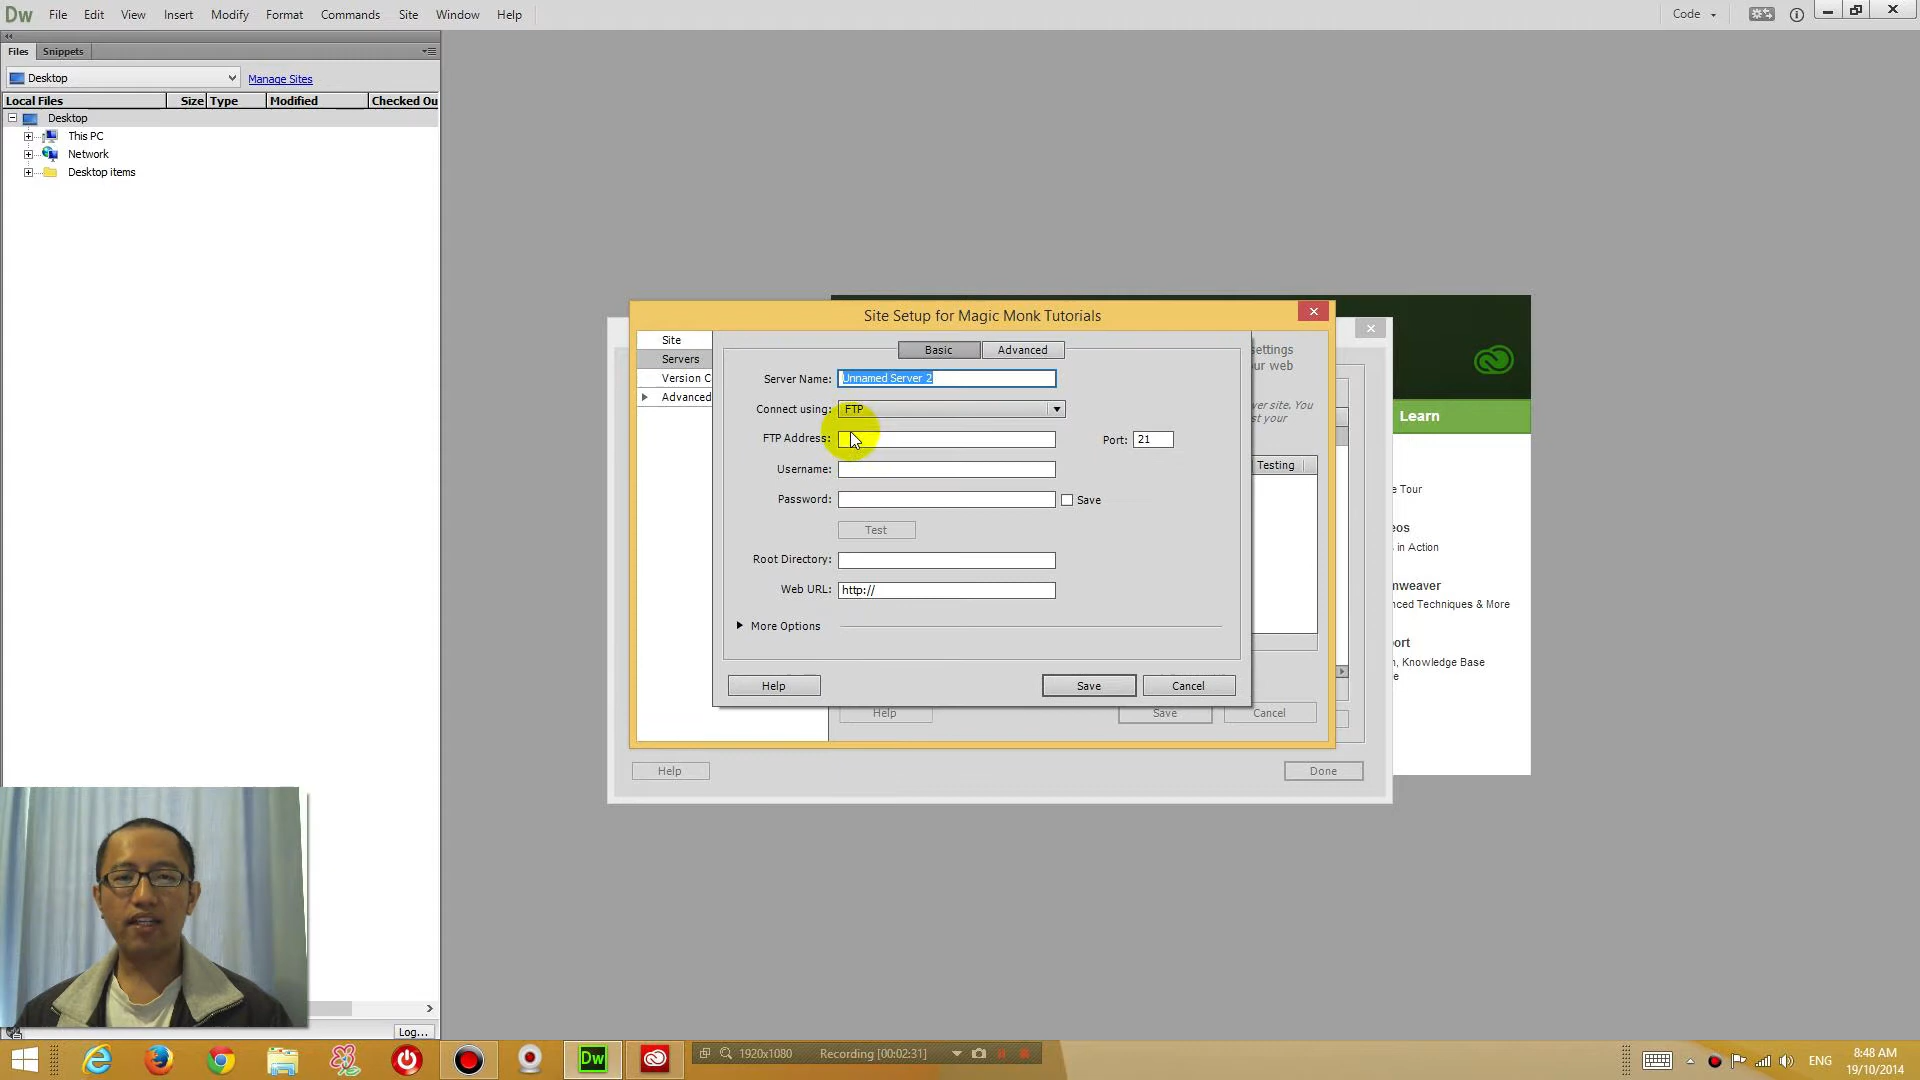 Dw File Edit View Insert Modify Format Commands Site Window Help Code
Files Snippets
Desktop Manage Sites
Local Files Size Type Modified Checked Ou
Desktop
This PC
Network
Desktop items
Log...
Site Setup for Magic Monk Tutorials
Site
Servers
Version C
Advanced
Basic Advanced
Server Name: Unnamed Server 2
Connect using: FTP
FTP Address: Port: 21
Username:
Password: Save
Test
Root Directory:
Web URL: http://
More Options
Help Save Cancel
Help Save Cancel
Help Done
settings
ur web
ver site. You
st your
Testing
Learn
e Tour
eos
s in Action
mweaver
nced Techniques & More
ort
n, Knowledge Base
e
Dw 1920x1080 Recording [00:02:31] ENG 8:48 AM
19/10/2014